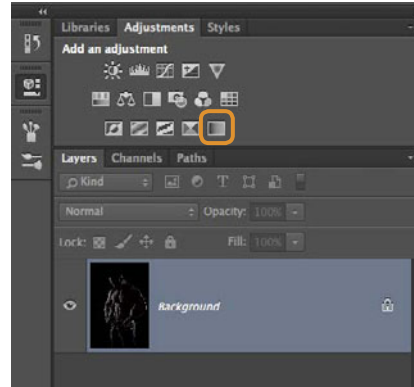 Libraries Adjustments Styles
Add an adjustment
Layers Channels Paths
Kind
Normal Opacity: 100%
Lock: Fill: 100%
Background